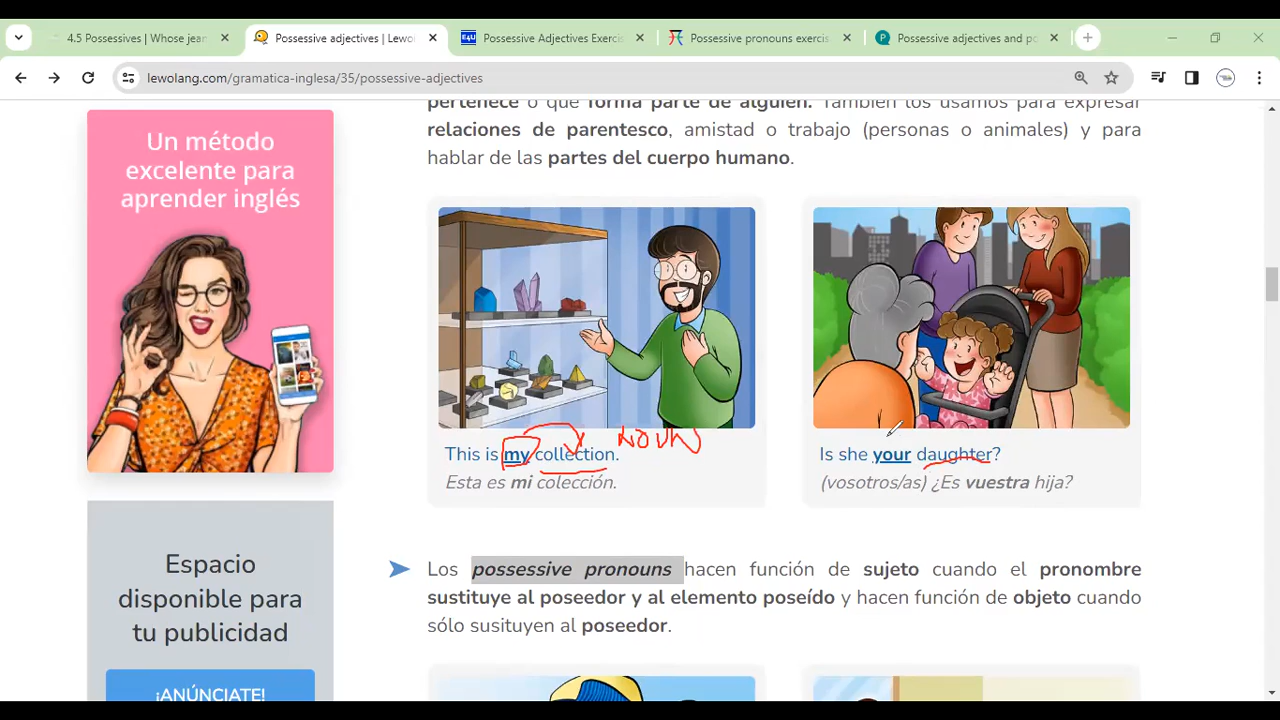 4.5 Possessives | Whose jean
Possessive adjectives | Lewo
Possessive Adjectives Exercis
Possessive pronouns exercis
Possessive adjectives and po
lewolang.com/gramatica-inglesa/35/possessive-adjectives
pertenece o que forma parte de alguien. También los usamos para expresar
relaciones de parentesco, amistad o trabajo (personas o animales) y para
hablar de las partes del cuerpo humano.
Un método
excelente para
aprender inglés
NOUN
This is my collection.
Esta es mi colección.
Is she your daughter?
(vosotros/as) ¿Es vuestra hija?
Espacio
disponible para
tu publicidad
¡ANÚNCIATE!
Los possessive pronouns hacen función de sujeto cuando el pronombre
sustituye al poseedor y al elemento poseído y hacen función de objeto cuando
sólo susituyen al poseedor.